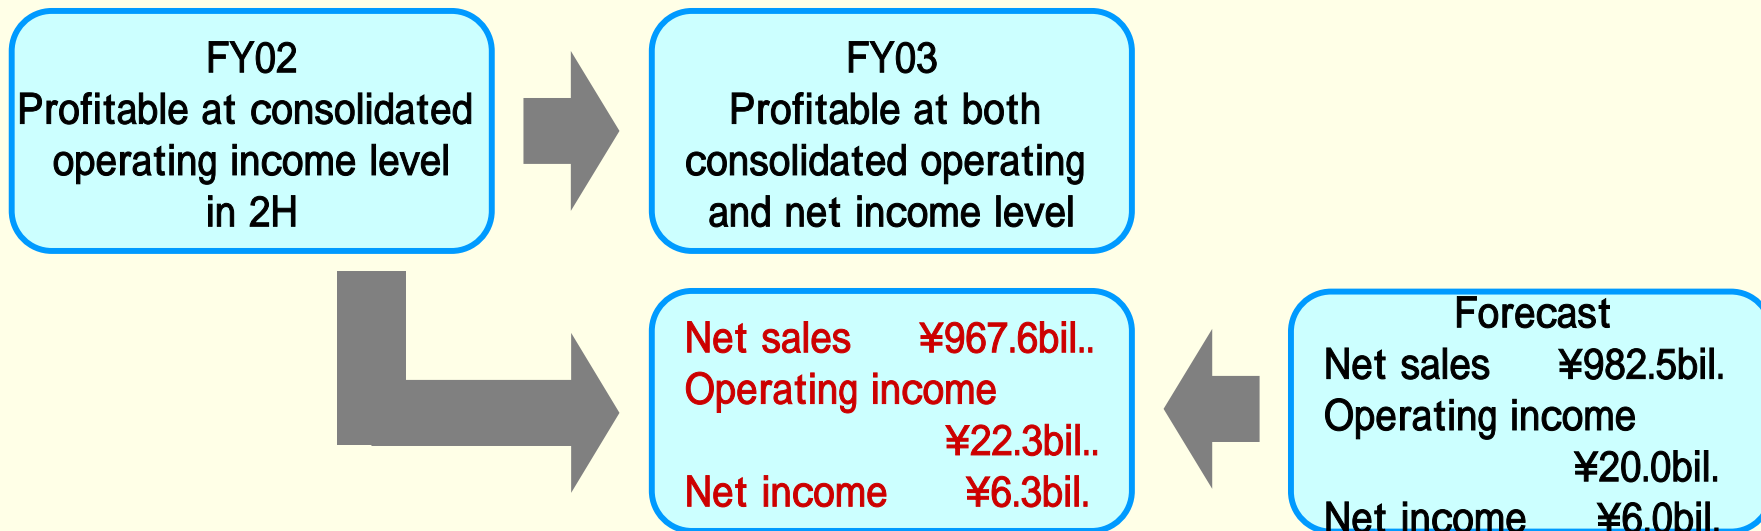 FY02
Profitable at consolidated
operating income level
in 2H
FY03
Profitable at both
consolidated operating
and net income level
Net sales ¥967.6bil..
Operating income
¥22.3bil..
Net income ¥6.3bil.
Forecast
Net sales ¥982.5bil.
Operating income
¥20.0bil.
Net income ¥6.0bil.